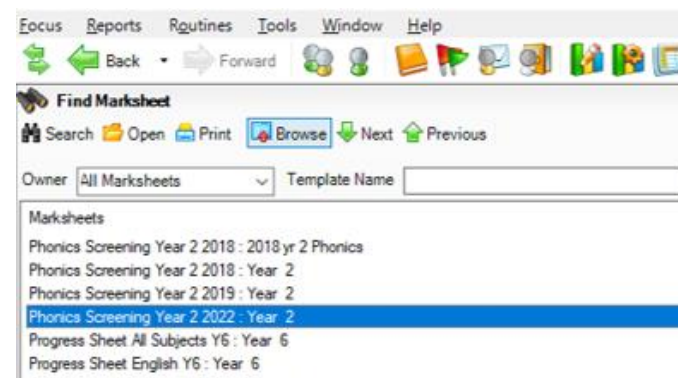 Focus Reports Routines Tools Window Help
Back Forward
Find Marksheet
Search Open Print Browse Next Previous
Owner All Marksheets Template Name
Marksheets
Phonics Screening Year 2 2018 : 2018 yr 2 Phonics
Phonics Screening Year 2 2018 : Year 2
Phonics Screening Year 2 2019 : Year 2
Phonics Screening Year 2 2022 : Year 2
Progress Sheet All Subjects Y6 : Year 6
Progress Sheet English Y6 : Year 6